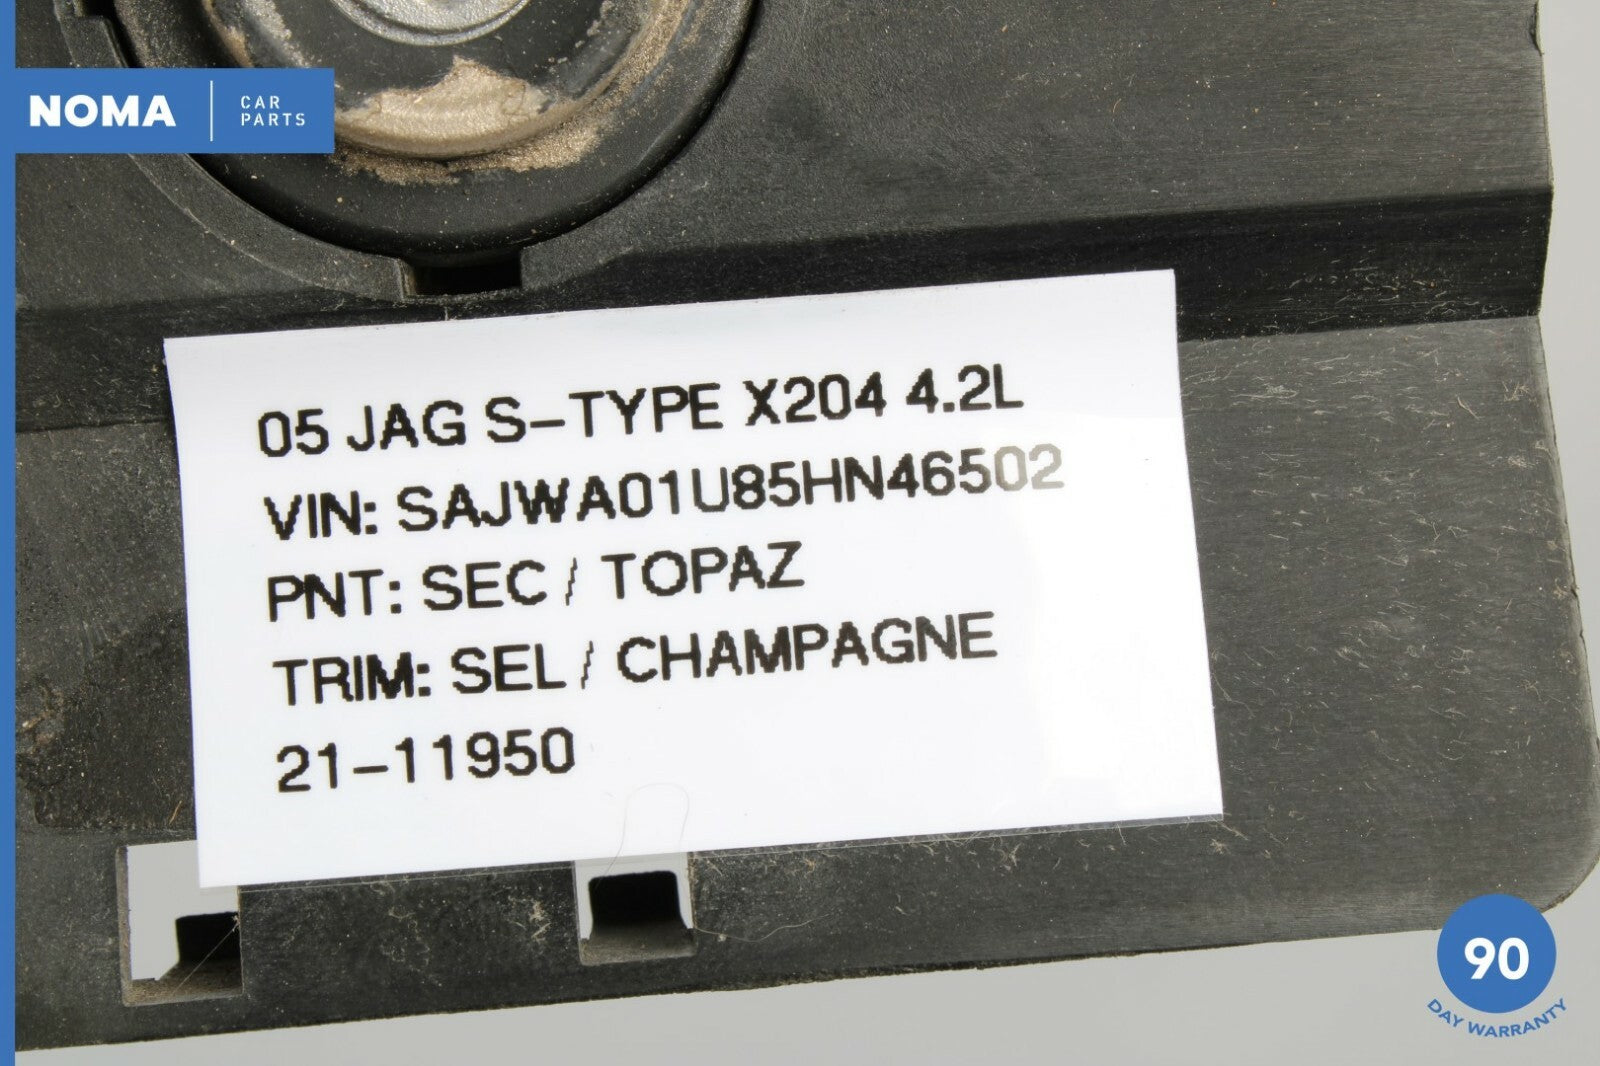 NOMA
CAR
PARTS
05 JAG S-TYPE X204 4.2L
VIN: SAJWA01U85HN46502
PNT: SEC / TOPAZ
TRIM: SEL / CHAMPAGNE
21-11950
90
DAY WARRANTY